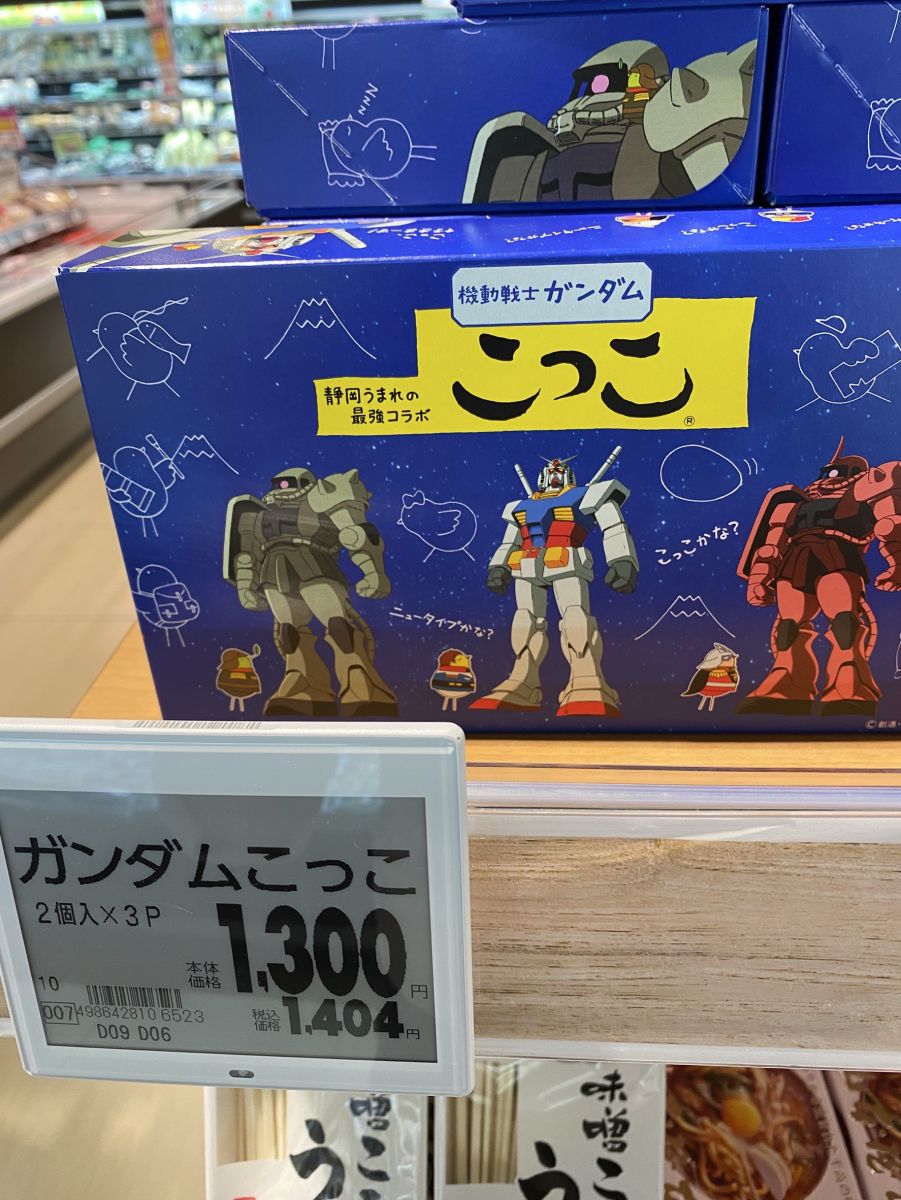 NNN
機動戦士 ガンダム
こっこ
®
静岡うまれの
最強コラボ
こっこかな?
ニュータイプかな?
ガンダムこっこ
2個入×3P
本体
価格
1,300
円
10
007
498642810 6523
税込
価格
1,404
円
D09 D06
味噌